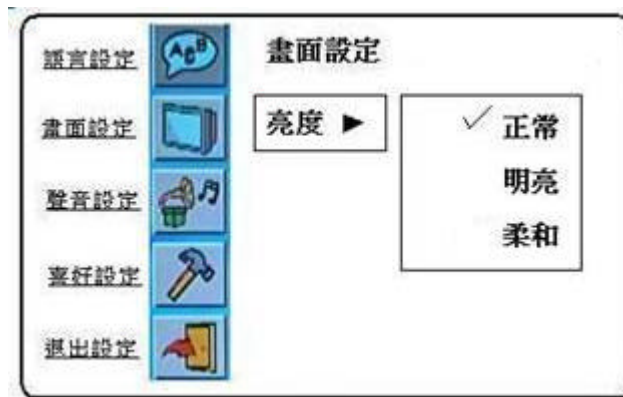 語言設定
畫面設定
聲音設定
喜好設定
退出設定
ABB
畫面設定
亮度 ▶
✓ 正常
明亮
柔和